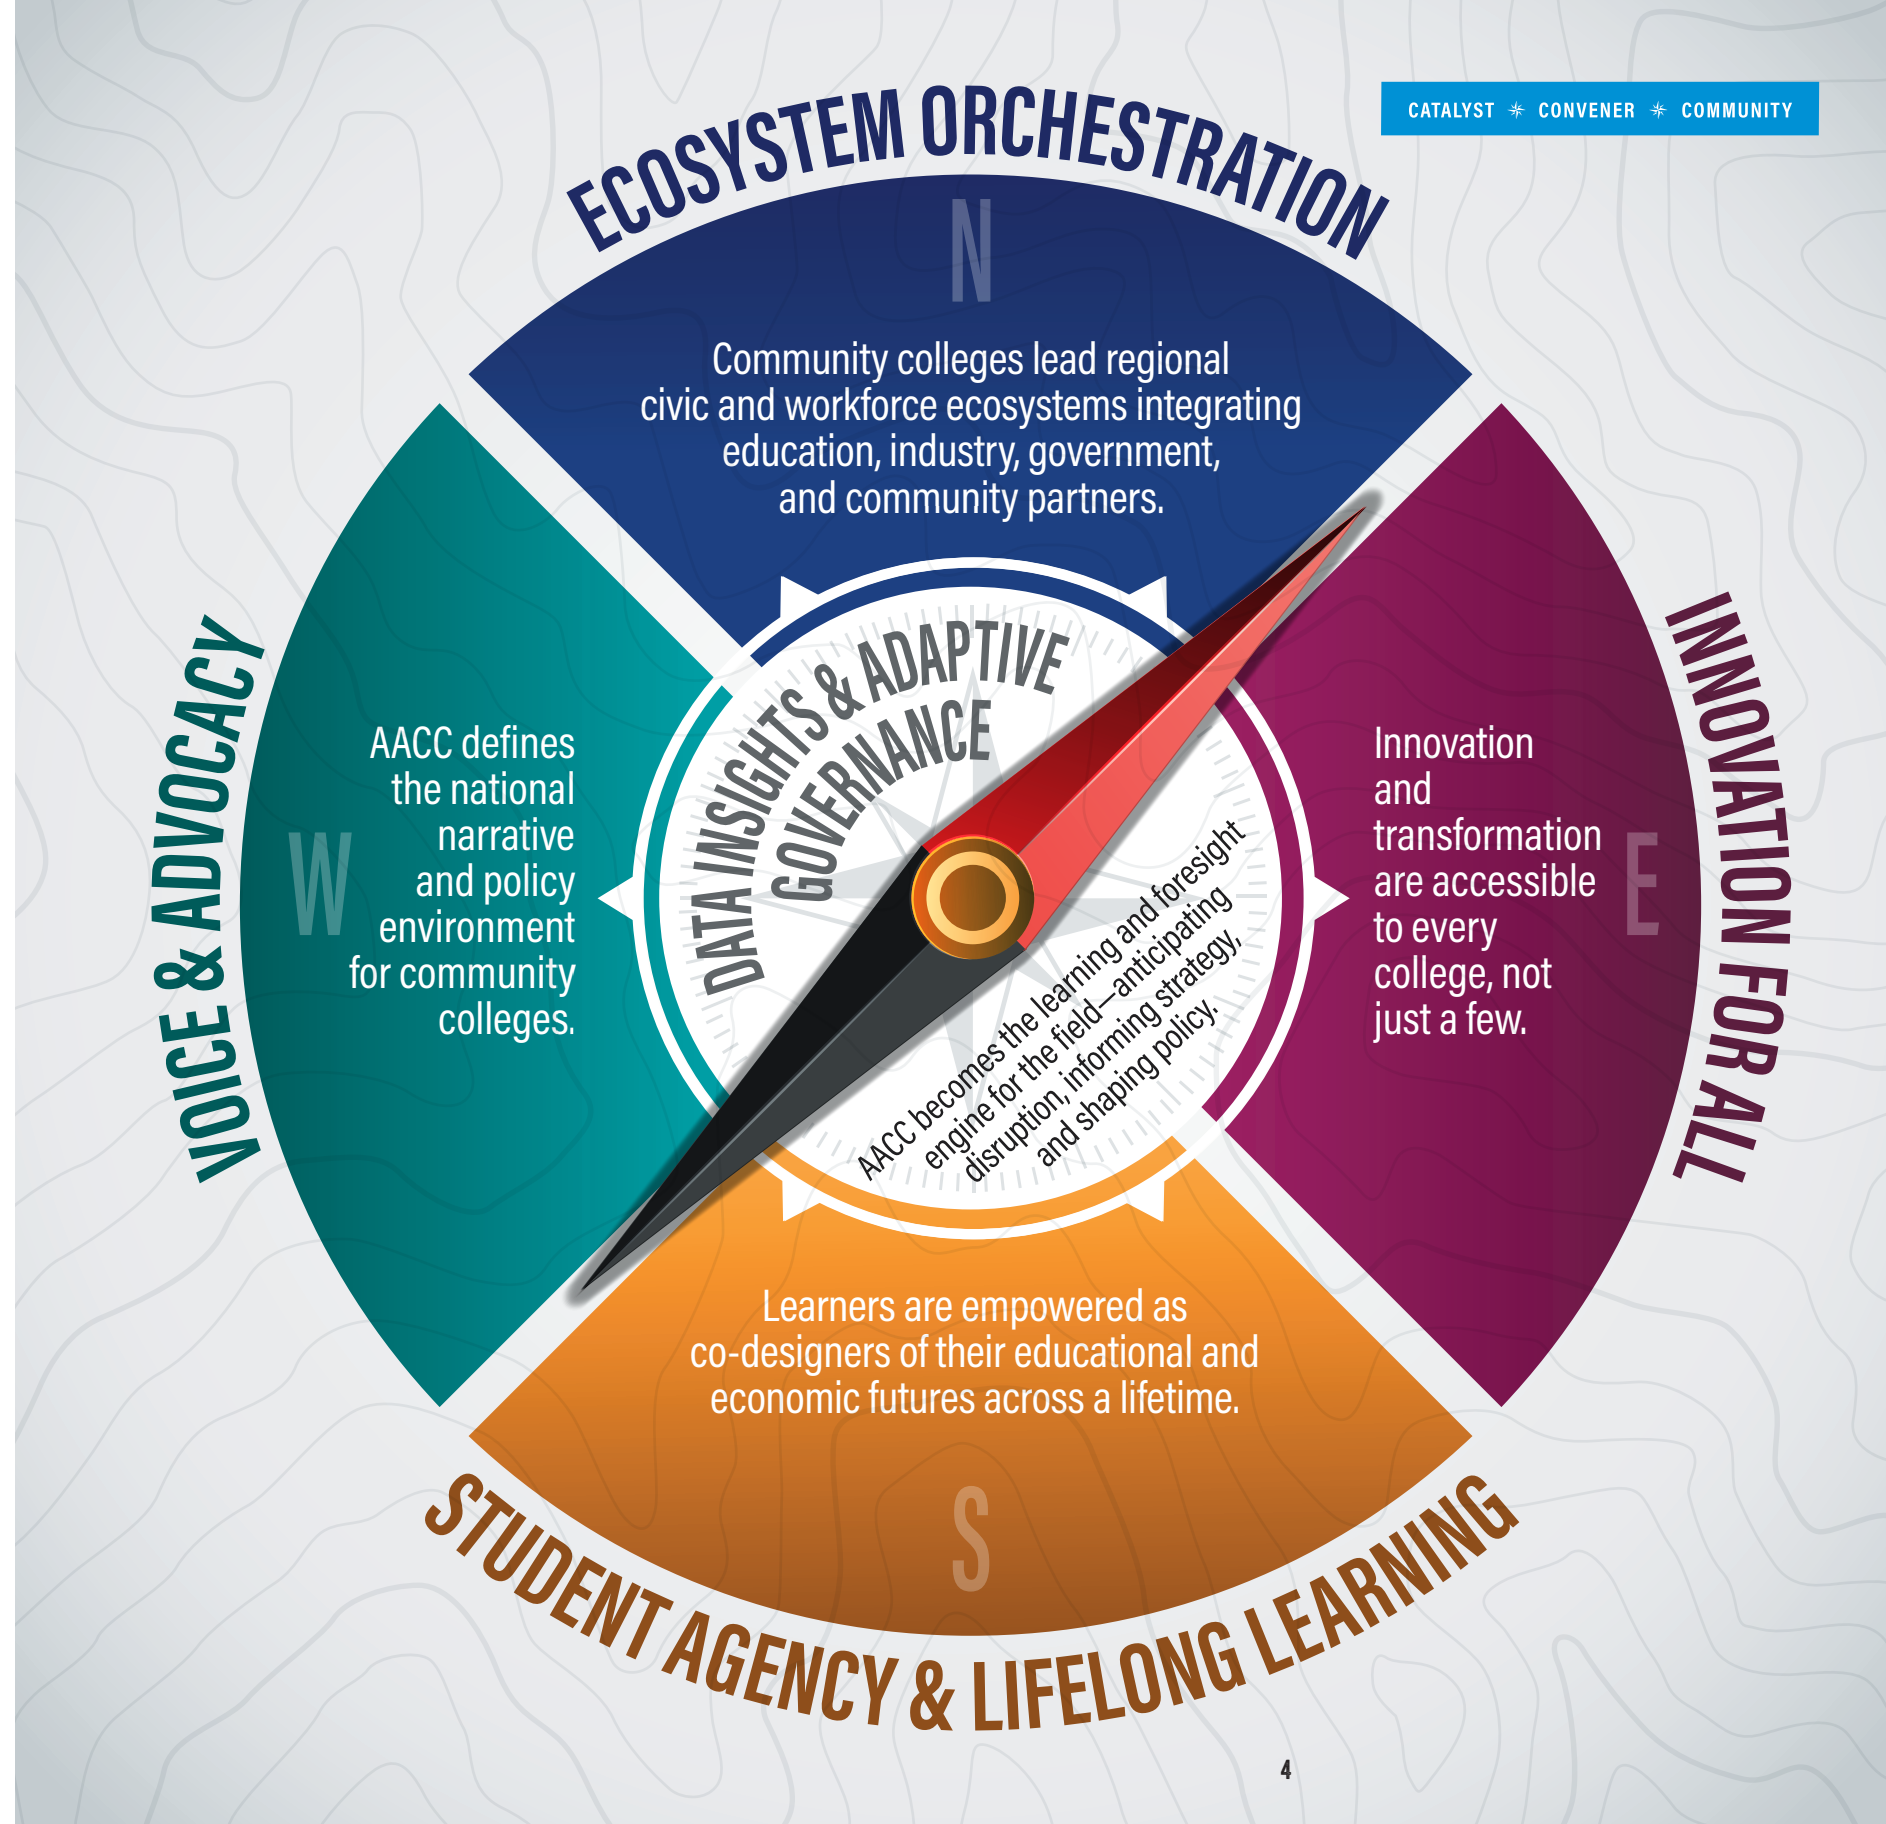 CATALYST CONVENER COMMUNITY
ECOSYSTEM ORCHESTRATION
N
Community colleges lead regional
civic and workforce ecosystems integrating
education, industry, government,
and community partners.
VOICE & ADVOCACY
W
AACC defines
the national
narrative
and policy
environment
for community
colleges.
DATA INSIGHTS & ADAPTIVE
GOVERNANCE
AACC becomes the learning and foresight
engine for the field—anticipating
disruption, informing strategy,
and shaping policy.
INNOVATION FOR ALL
E
Innovation
and
transformation
are accessible
to every
college, not
just a few.
Learners are empowered as
co-designers of their educational and
economic futures across a lifetime.
S
STUDENT AGENCY & LIFELONG LEARNING
4